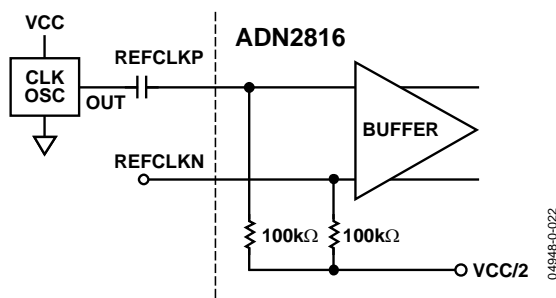 VCC
ADN2816
REFCLKP
CLK
OSC
OUT
BUFFER
REFCLKN
100kΩ 100kΩ
VCC/2
04948-0-022